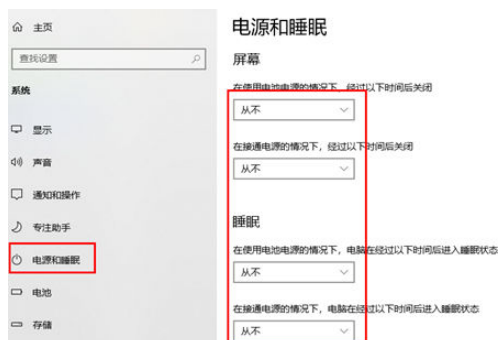 主页
查找设置
系统
显示
声音
通知和操作
专注助手
电源和睡眠
电池
存储
电源和睡眠
屏幕
在使用电池电源的情况下，经过以下时间后关闭
从不
在接通电源的情况下，经过以下时间后关闭
从不
睡眠
在使用电池电源的情况下，电脑在经过以下时间后进入睡眠状态
从不
在接通电源的情况下，电脑在经过以下时间后进入睡眠状态
从不